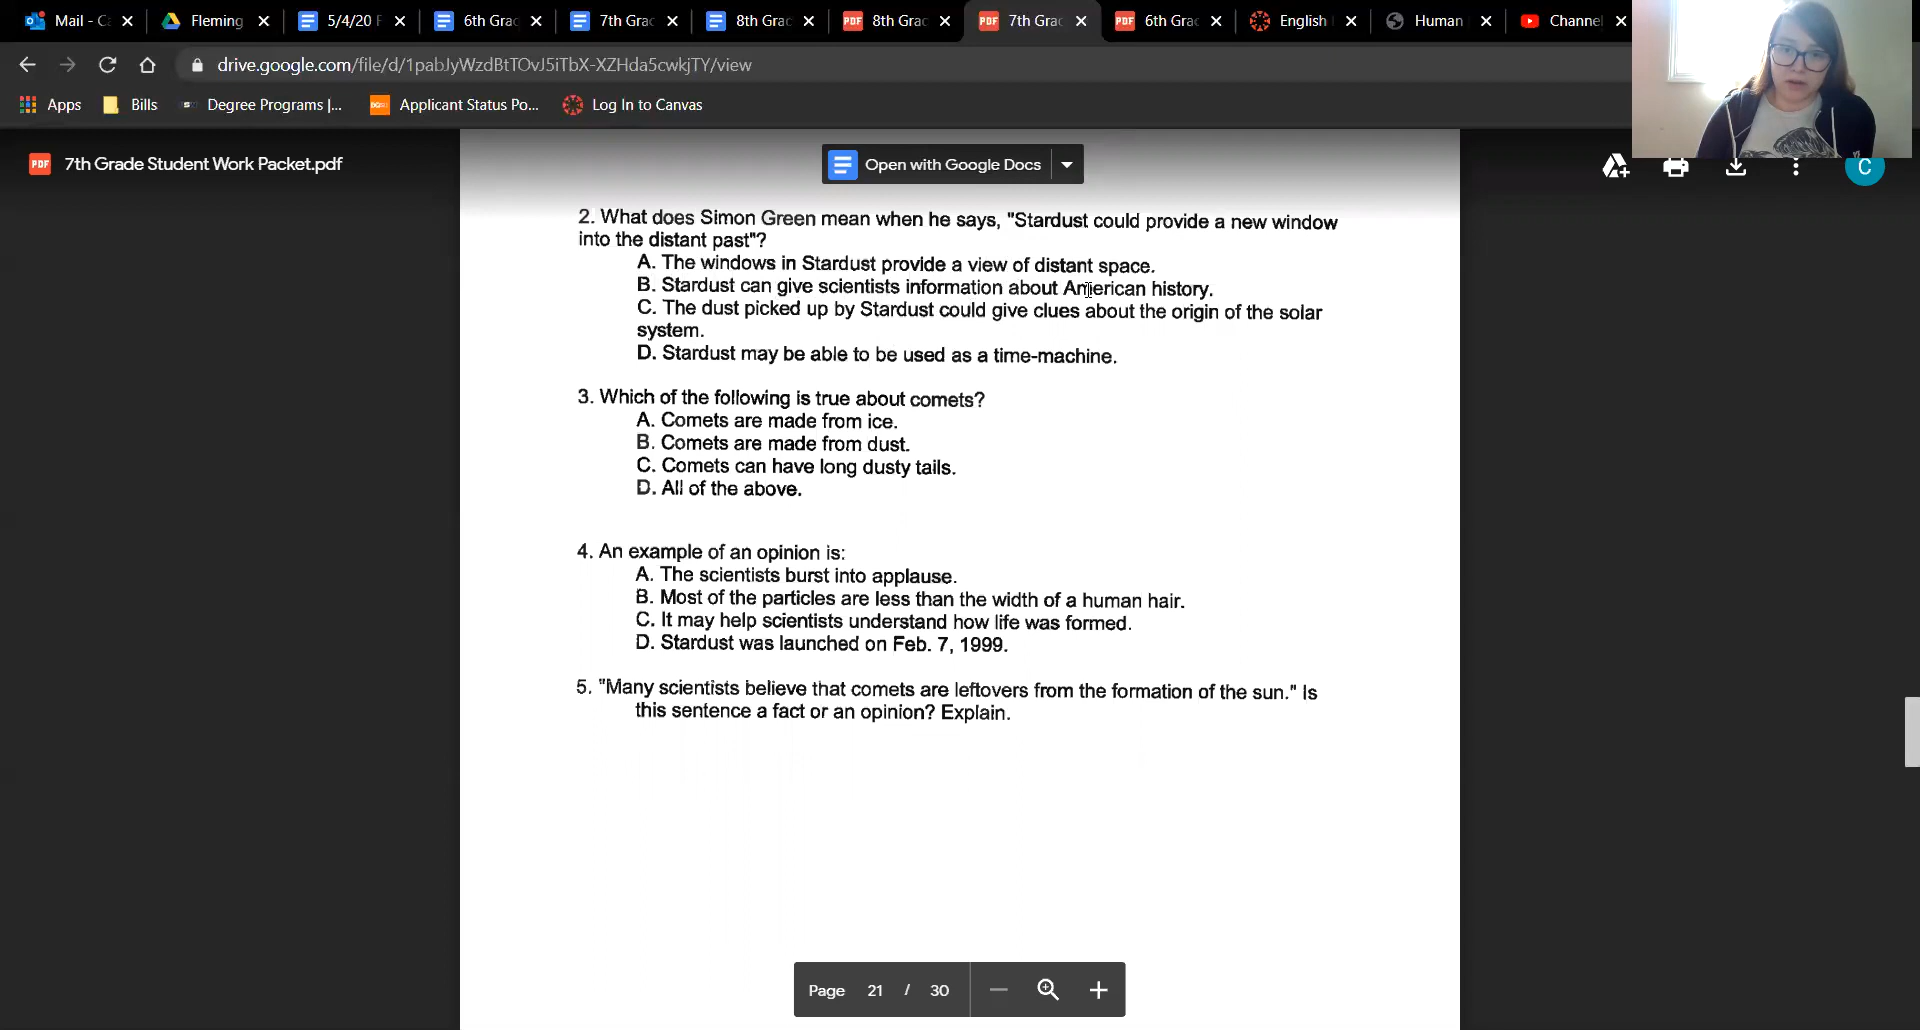 Mail - C
Fleming
5/4/20 F
6th Grad
7th Grad
8th Grad
8th Grad
7th Grad
6th Grad
English
Human
Channel
drive.google.com/file/d/1pabJyWzdBtTOvJ5iTbX-XZHda5cwkjTY/view
Apps Bills Degree Programs |... Applicant Status Po... Log In to Canvas
PDF 7th Grade Student Work Packet.pdf
Open with Google Docs
C
2. What does Simon Green mean when he says, "Stardust could provide a new window
into the distant past"?
A. The windows in Stardust provide a view of distant space.
B. Stardust can give scientists information about American history.
C. The dust picked up by Stardust could give clues about the origin of the solar
system.
D. Stardust may be able to be used as a time-machine.
3. Which of the following is true about comets?
A. Comets are made from ice.
B. Comets are made from dust.
C. Comets can have long dusty tails.
D. All of the above.
4. An example of an opinion is:
A. The scientists burst into applause.
B. Most of the particles are less than the width of a human hair.
C. It may help scientists understand how life was formed.
D. Stardust was launched on Feb. 7, 1999.
5. "Many scientists believe that comets are leftovers from the formation of the sun." Is
this sentence a fact or an opinion? Explain.
Page 21 / 30